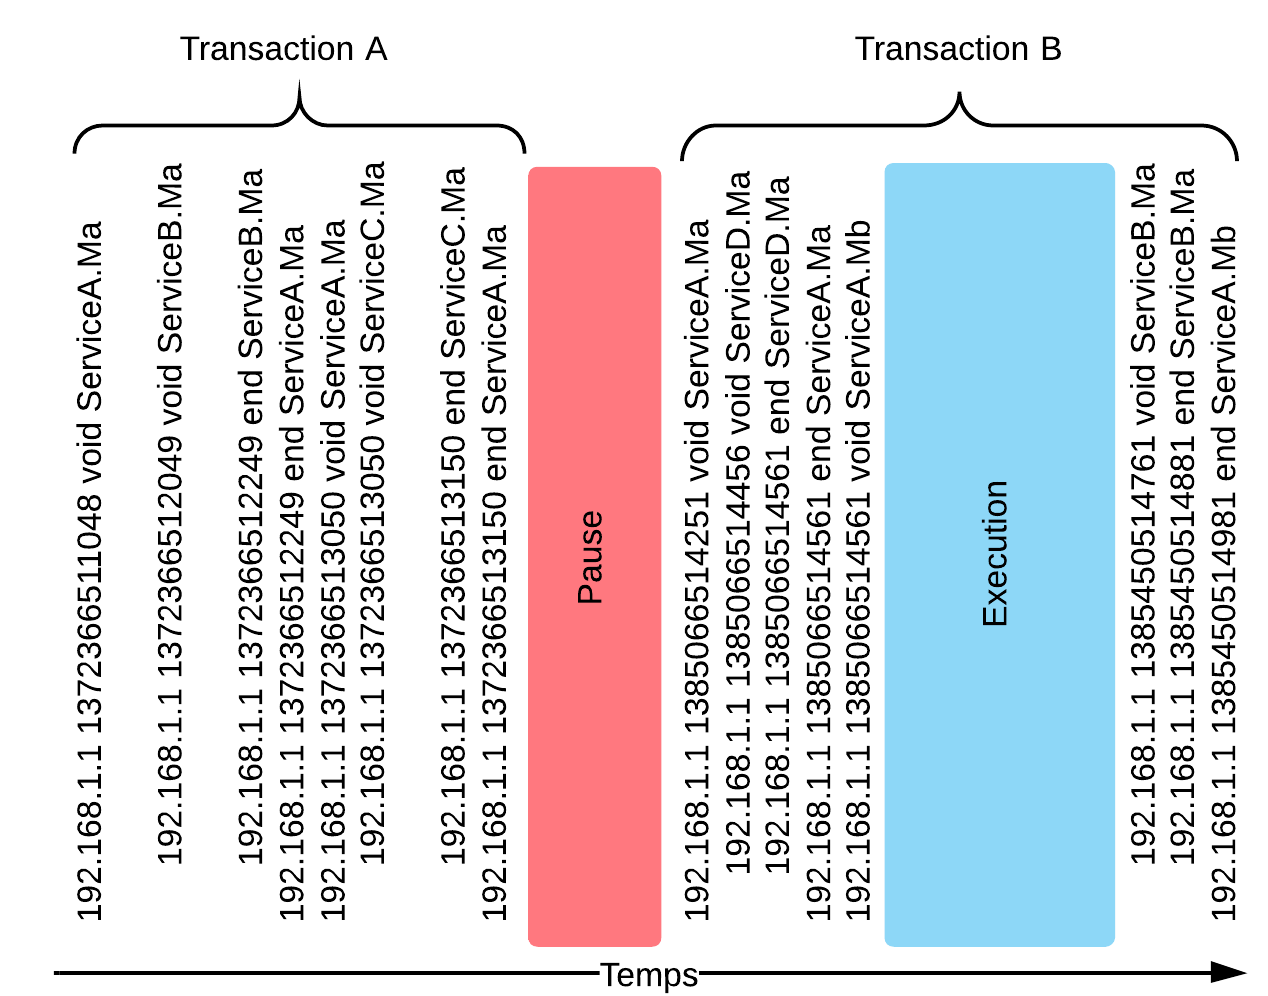 Transaction A
Transaction B
192.168.1.1 1372366511048 void ServiceA.Ma
192.168.1.1 1372366512049 void ServiceB.Ma
192.168.1.1 1372366512249 end ServiceB.Ma
192.168.1.1 1372366512249 end ServiceA.Ma
192.168.1.1 1372366513050 void ServiceA.Ma
192.168.1.1 1372366513050 void ServiceC.Ma
192.168.1.1 1372366513150 end ServiceC.Ma
192.168.1.1 1372366513150 end ServiceA.Ma
Pause
192.168.1.1 1385066514251 void ServiceA.Ma
192.168.1.1 1385066514456 void ServiceD.Ma
192.168.1.1 1385066514561 end ServiceD.Ma
192.168.1.1 1385066514561 end ServiceA.Ma
192.168.1.1 1385066514561 void ServiceA.Mb
Execution
192.168.1.1 1385450514761 void ServiceB.Ma
192.168.1.1 1385450514881 end ServiceB.Ma
192.168.1.1 1385450514981 end ServiceA.Mb
Temps